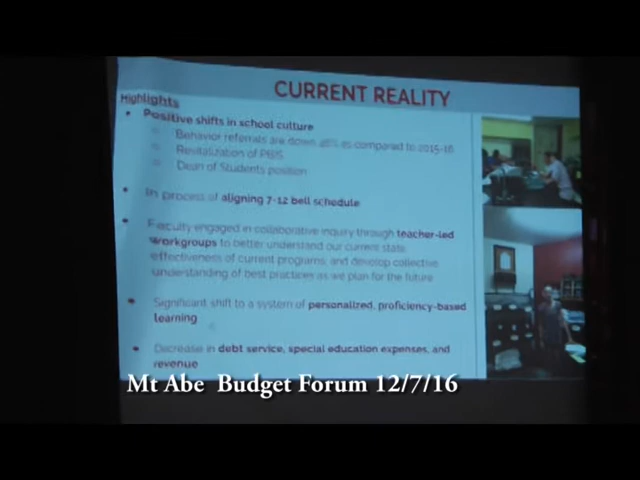 CURRENT REALITY
Highlights
• Positive shifts in school culture
Behavior referrals are down as compared to 2015-16
Revitalization of PBIS
Dean of Students position
• In process of aligning 7-12 bell schedule
• Faculty engaged in collaborative inquiry through teacher-led
workgroups to better understand our current state,
effectiveness of current programs, and develop collective
understanding of best practices as we plan for the future
• Significant shift to a system of personalized, proficiency-based
learning
• Decrease in debt service, special education expenses, and
revenue
Mt Abe Budget Forum 12/7/16